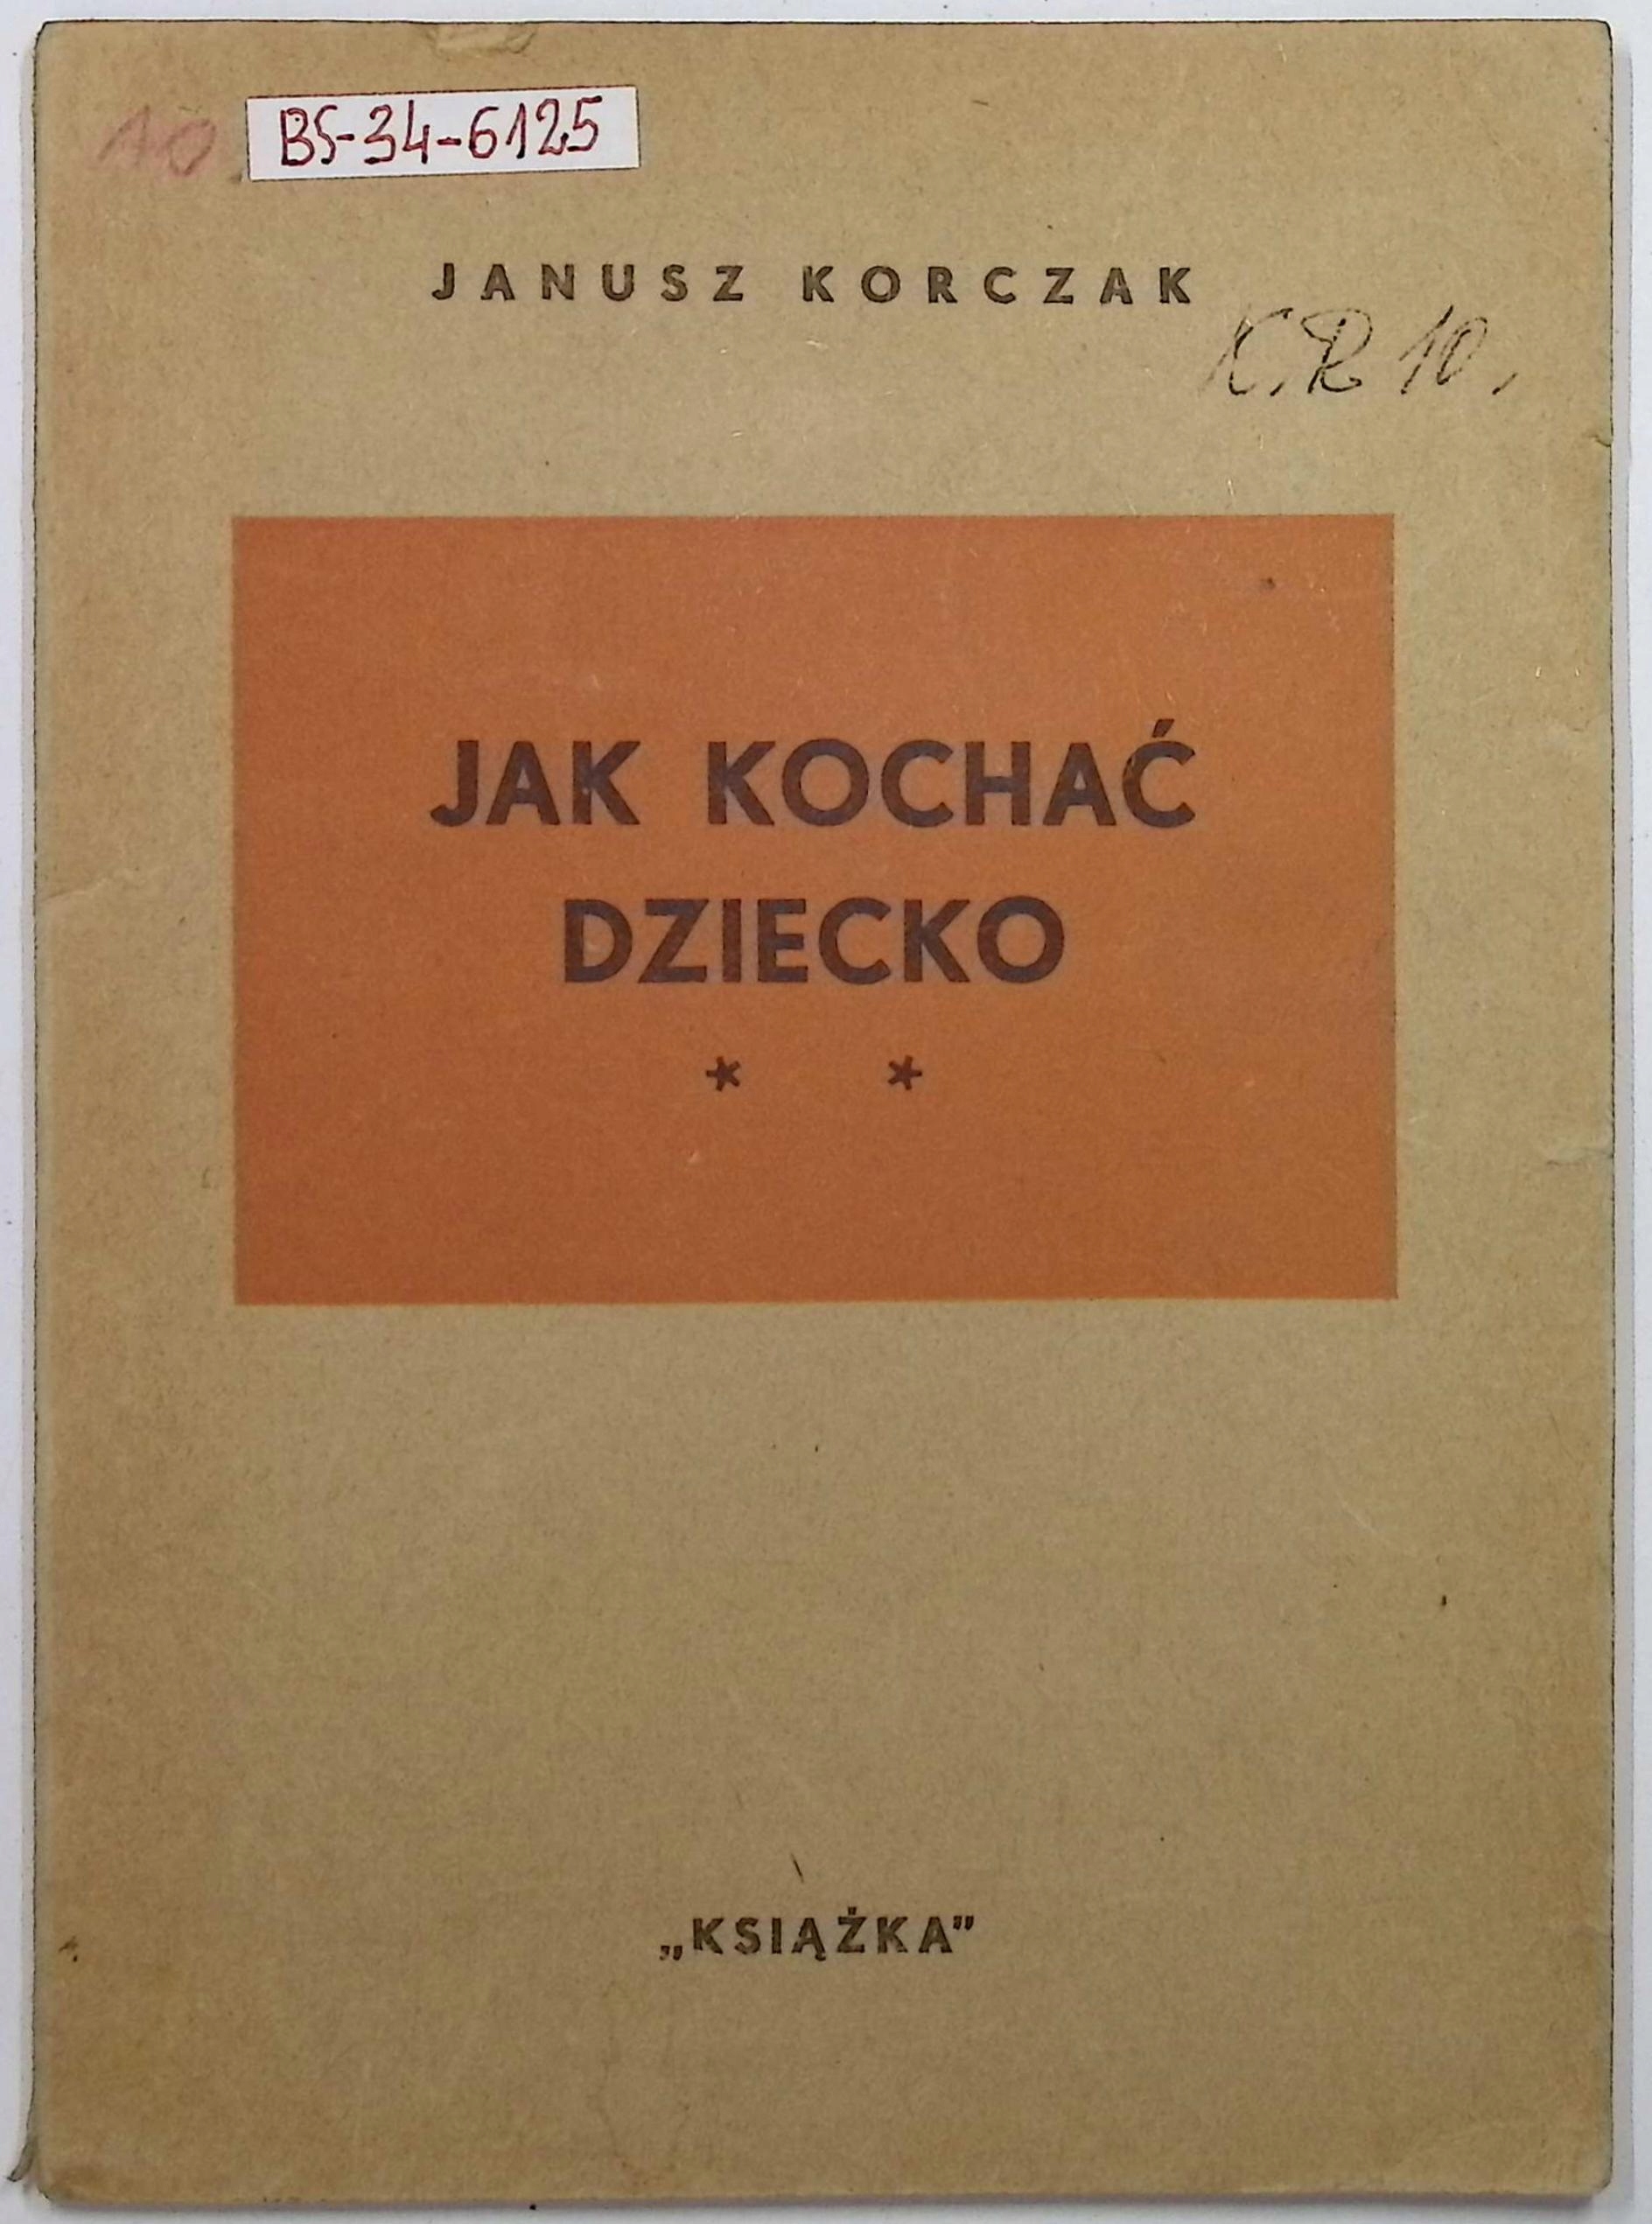 10
BS-34-6125
JANUSZ KORCZAK
K.R 10.
JAK KOCHAĆ
DZIECKO
* *
„KSIĄŻKA”